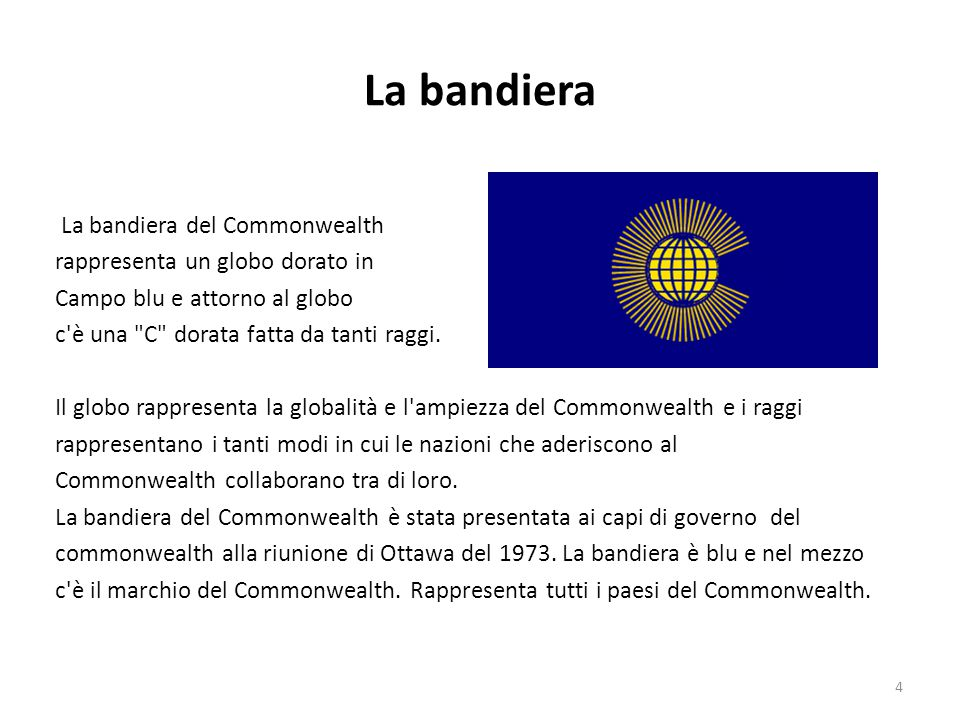 La bandiera
La bandiera del Commonwealth
rappresenta un globo dorato in
Campo blu e attorno al globo
c'è una "C" dorata fatta da tanti raggi.
Il globo rappresenta la globalità e l'ampiezza del Commonwealth e i raggi
rappresentano i tanti modi in cui le nazioni che aderiscono al
Commonwealth collaborano tra di loro.
La bandiera del Commonwealth è stata presentata ai capi di governo  del
commonwealth alla riunione di Ottawa del 1973. La bandiera è blu e nel mezzo
c'è il marchio del Commonwealth. Rappresenta tutti i paesi del Commonwealth.
4